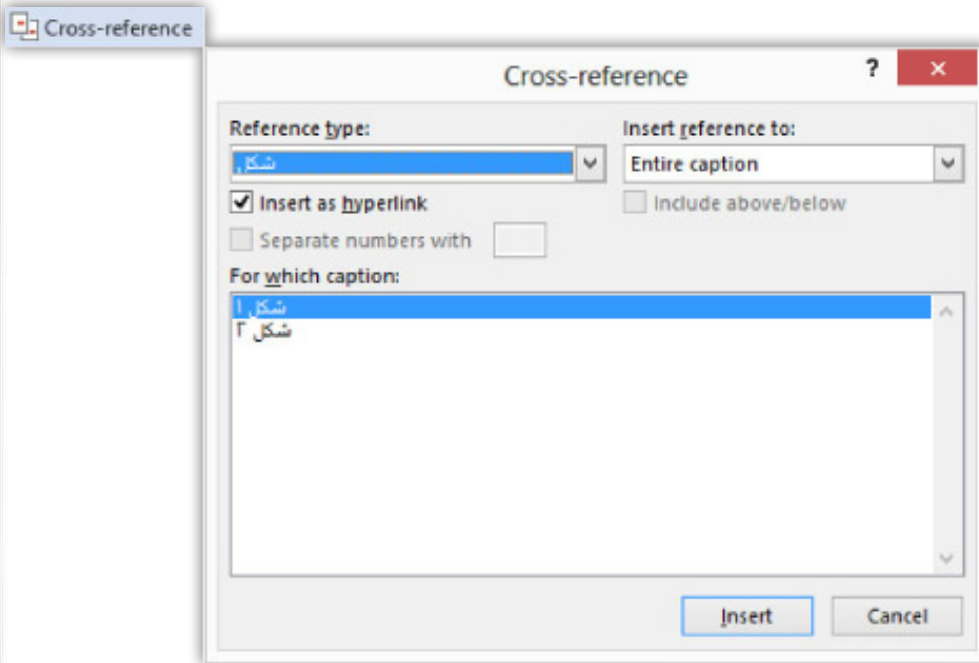 Cross-reference
Cross-reference
?
Reference type:
Insert reference to:
شکل
Entire caption
Insert as hyperlink
Include above/below
Separate numbers with
For which caption:
شکل ۱
شکل ۲
Insert
Cancel